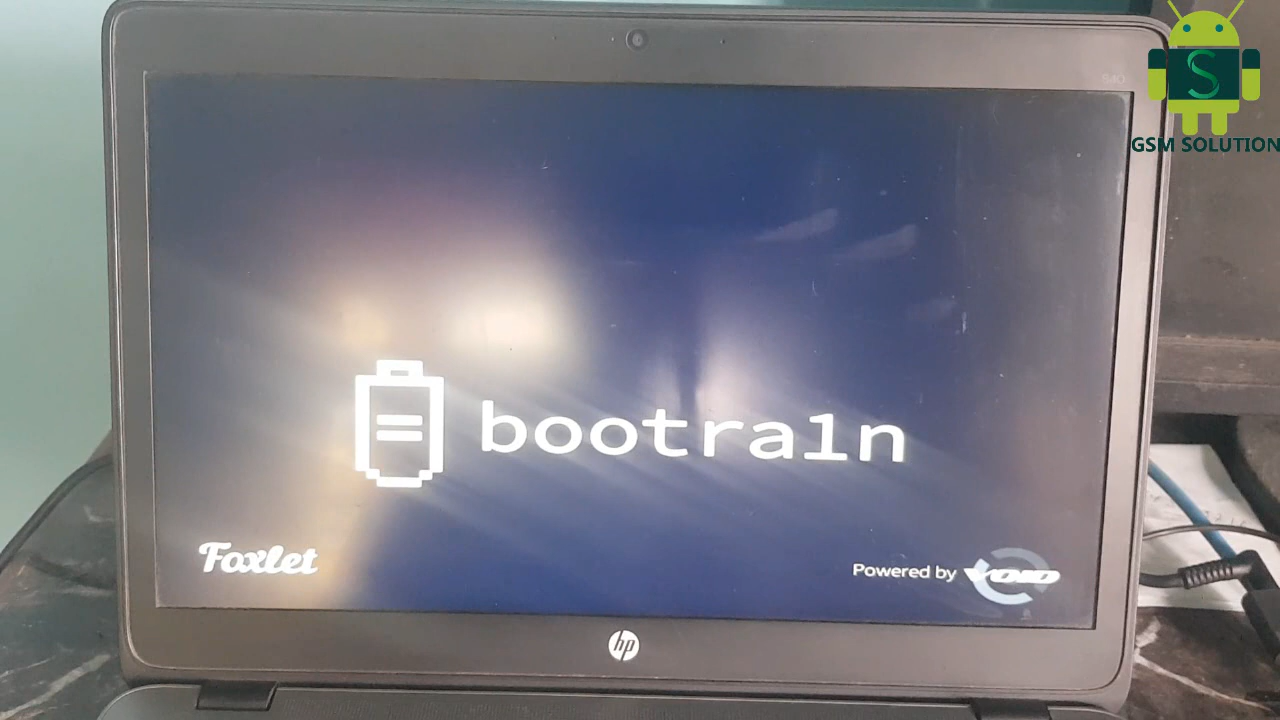 S
GSM SOLUTION
bootra1n
Foxlet
Powered by VOID
hp